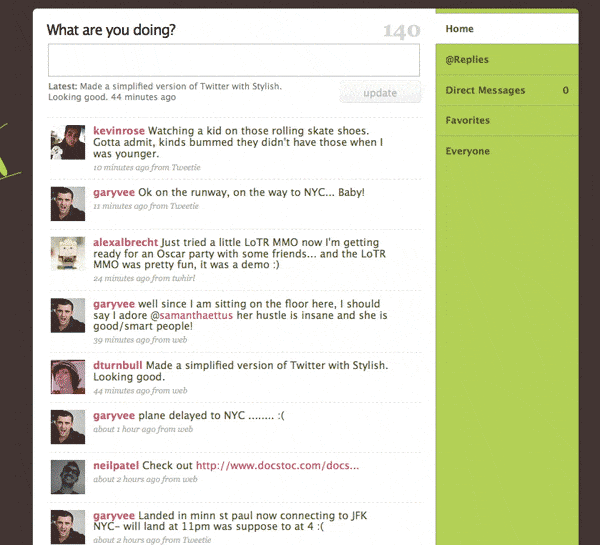 What are you doing?
140
Latest: Made a simplified version of Twitter with Stylish.
Looking good. 44 minutes ago
update
kevinrose Watching a kid on those rolling skate shoes.
Gotta admit, kinds bummed they didn't have those when I
was younger.
10 minutes ago from Tweetie
garyvee Ok on the runway, on the way to NYC... Baby!
11 minutes ago from Tweetie
alexalbrecht Just tried a little LoTR MMO now I'm getting
ready for an Oscar party with some friends... and the LoTR
MMO was pretty fun, it was a demo :)
24 minutes ago from twhirl
garyvee well since I am sitting on the floor here, I should
say I adore @samanthaettus her hustle is insane and she is
good/smart people!
39 minutes ago from web
dturnbull Made a simplified version of Twitter with Stylish.
Looking good.
44 minutes ago from web
garyvee plane delayed to NYC ........ :(
about 1 hour ago from web
neilpatel Check out http://www.docstoc.com/docs...
about 2 hours ago from web
garyvee Landed in minn st paul now connecting to JFK
NYC- will land at 11pm was suppose to at 4 :(
about 2 hours ago from Tweetie
Home
@Replies
Direct Messages 0
Favorites
Everyone